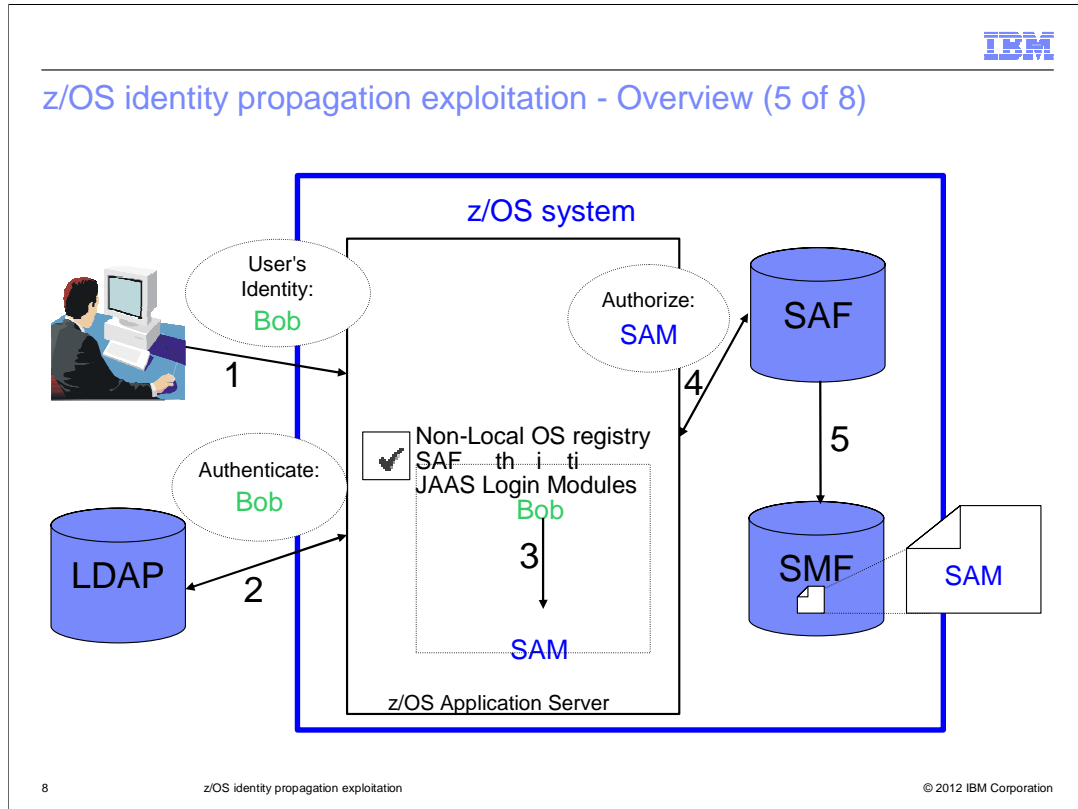 IBM
z/OS identity propagation exploitation - Overview (5 of 8)
z/OS system
User's
Identity:
Bob
1
Authenticate:
Bob
LDAP
2
Non-Local OS registry
SAF th i ti
JAAS Login Modules
Bob
3
SAM
z/OS Application Server
Authorize:
SAM
4
SAF
5
SMF
SAM
8
z/OS identity propagation exploitation
© 2012 IBM Corporation